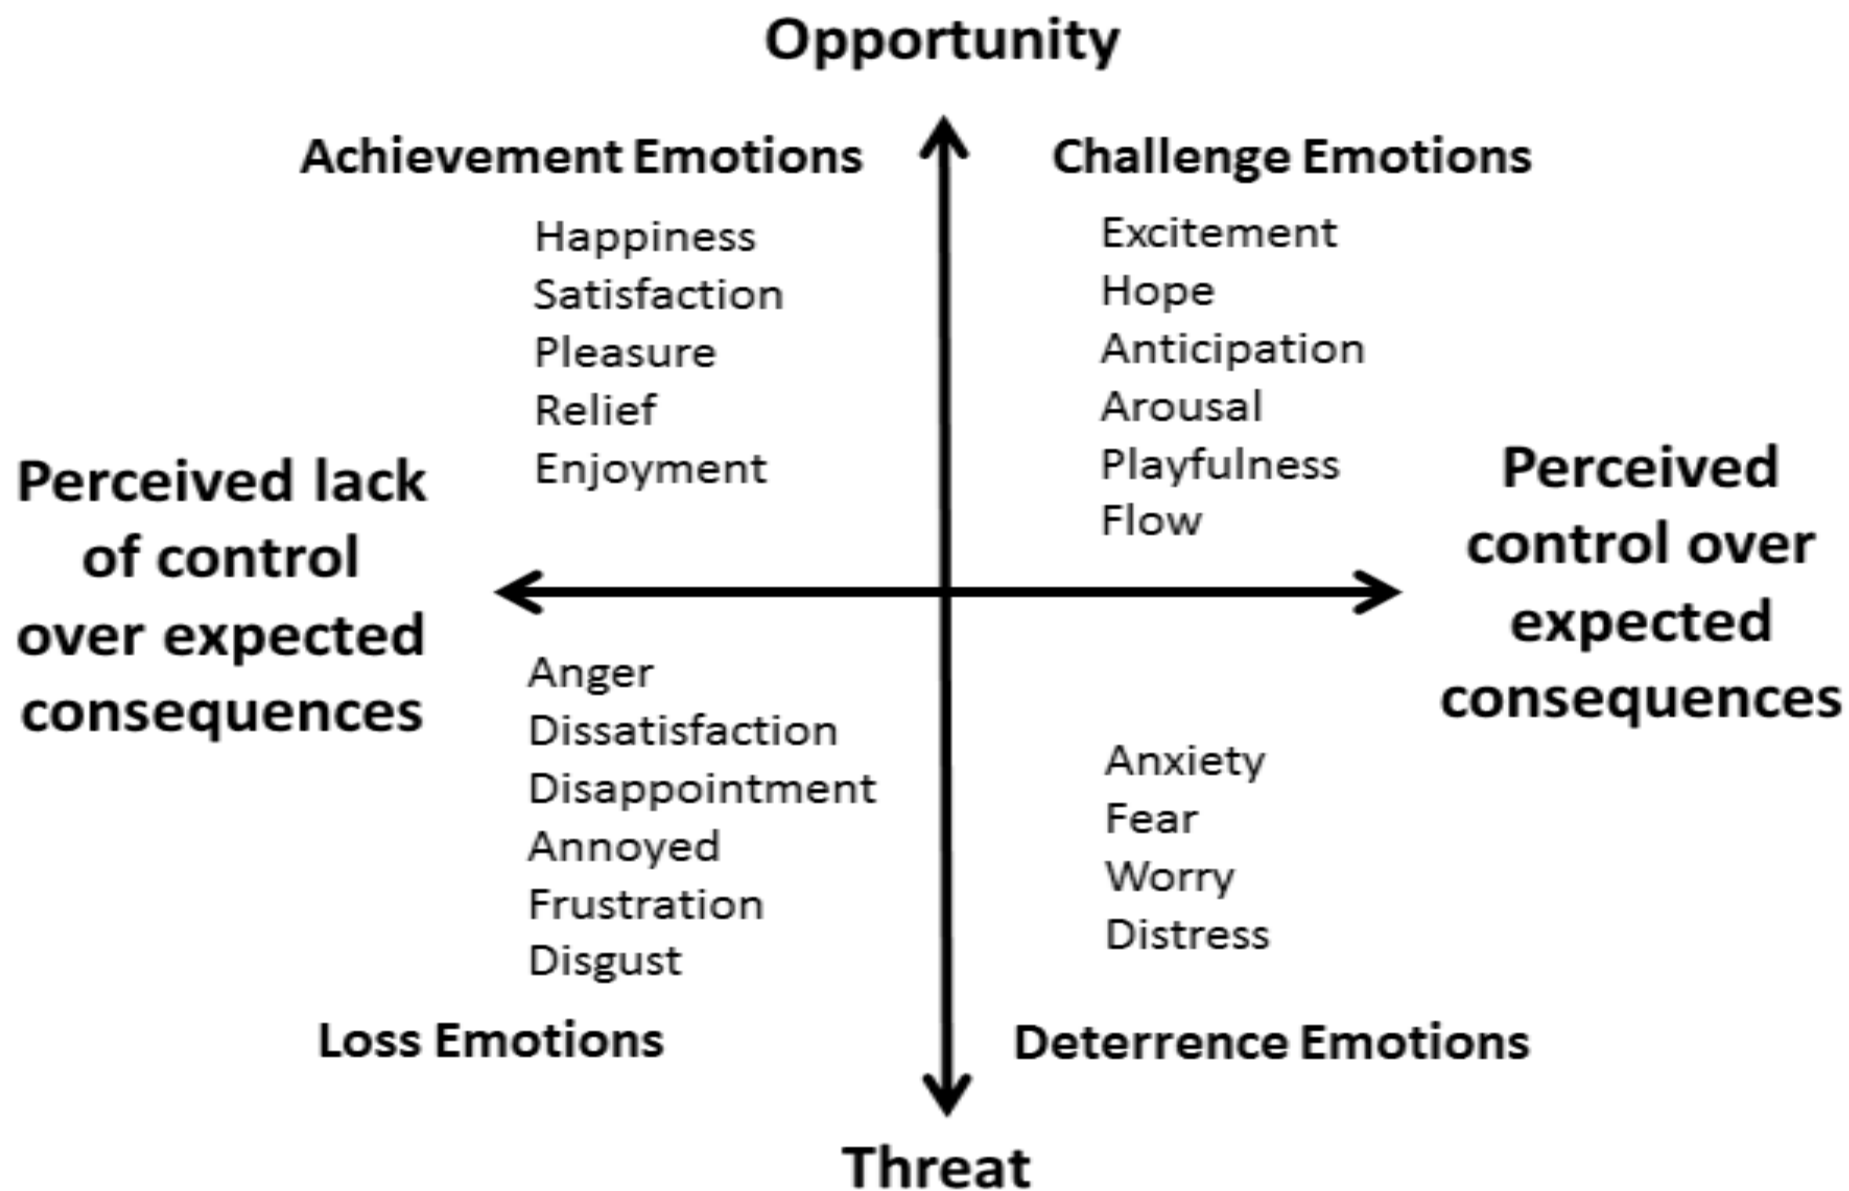 Opportunity
Achievement Emotions
Happiness
Satisfaction
Pleasure
Relief
Enjoyment
Challenge Emotions
Excitement
Hope
Anticipation
Arousal
Playfulness
Flow
Perceived lack
of control
over expected
consequences
Perceived
control over
expected
consequences
Anger
Dissatisfaction
Disappointment
Annoyed
Frustration
Disgust
Loss Emotions
Anxiety
Fear
Worry
Distress
Deterrence Emotions
Threat